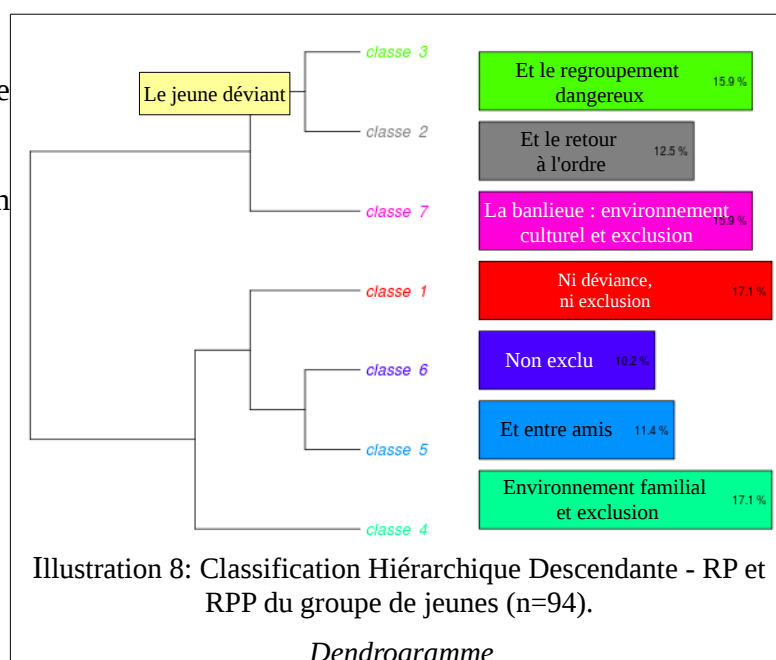 classe 3
Et le regroupement
dangereux
15.9 %
e
Le jeune déviant
classe 2
Et le retour
à l'ordre
12.5 %
n
classe 7
La banlieue : environnement
culturel et exclusion
15.9 %
classe 1
Ni déviance,
ni exclusion
17.1 %
classe 6
Non exclu
10.2 %
classe 5
Et entre amis
11.4 %
classe 4
Environnement familial
et exclusion
17.1 %
Illustration 8: Classification Hiérarchique Descendante - RP et
RPP du groupe de jeunes (n=94).
Dendrogramme